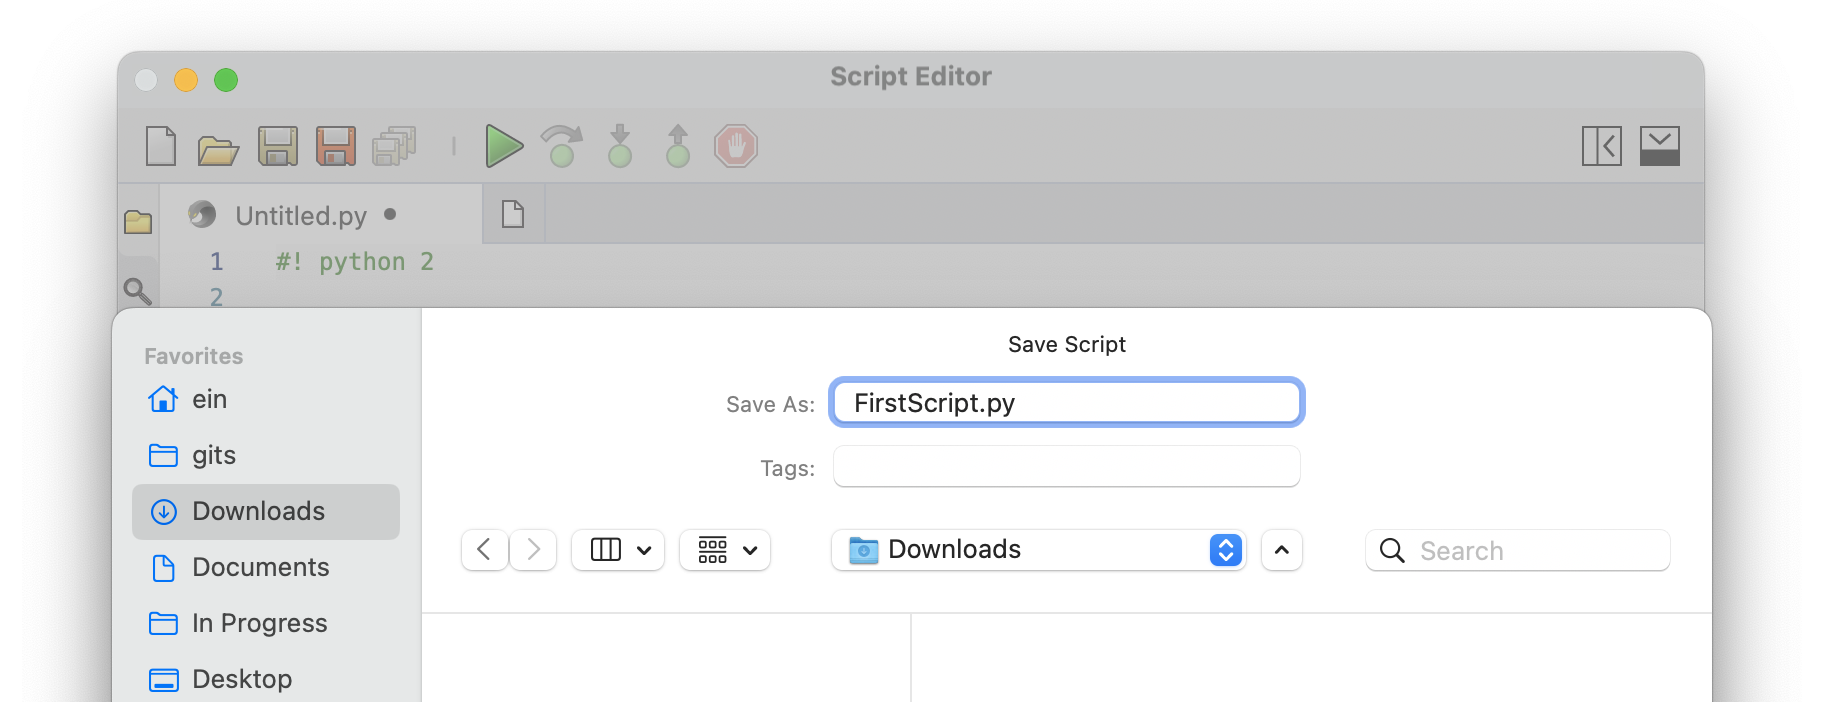 Script Editor
Untitled.py
1 #! python 2
2
Save Script
Favorites
ein
gits
Downloads
Documents
In Progress
Desktop
Save As: FirstScript.py
Tags:
Downloads
Search